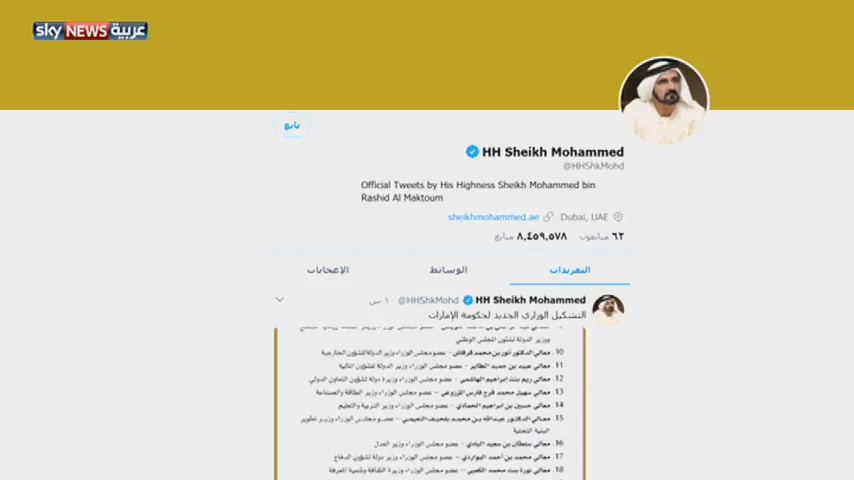 sky NEWS عربية
تابع
HH Sheikh Mohammed
@HHShkMohd
Official Tweets by His Highness Sheikh Mohammed bin
Rashid Al Maktoum
sheikhmohammed.ae Dubai, UAE
٦٢ متابعون ٨,٤٥٩,٥٧٨ متابع
التغريدات الوسائط الإعجابات
HH Sheikh Mohammed @HHShkMohd · ١ س
التشكيل الوزاري الجديد لحكومة الإمارات
ووزير الدولة لشئون المجلس الوطني
10. معالي الدكتور أنور بن محمد قرقاش - عضو مجلس الوزراء وزير الدولة للشؤون الخارجية
11. معالي عبيد بن حميد الطاير - عضو مجلس الوزراء وزير الدولة للشؤون المالية
12. معالي ريم بنت ابراهيم الهاشمي - عضو مجلس الوزراء وزيرة دولة لشؤون التعاون الدولي
13. معالي سهيل محمد فرج فارس المزروعي - عضو مجلس الوزراء وزير الطاقة والصناعة
14. معالي حسين بن ابراهيم الحمادي - عضو مجلس الوزراء وزير التربية والتعليم
15. معالي الدكتور عبدالله بن محمد بلحيف النعيمي - عضو مجلس الوزراء وزير تطوير
البنية التحتية
16. معالي سلطان بن سعيد البادي - عضو مجلس الوزراء وزير العدل
17. معالي محمد بن أحمد البواردي - عضو مجلس الوزراء وزير دولة لشؤون الدفاع
18. معالي نورة بنت محمد الكعبي - عضو مجلس الوزراء وزيرة الثقافة وتنمية المعرفة